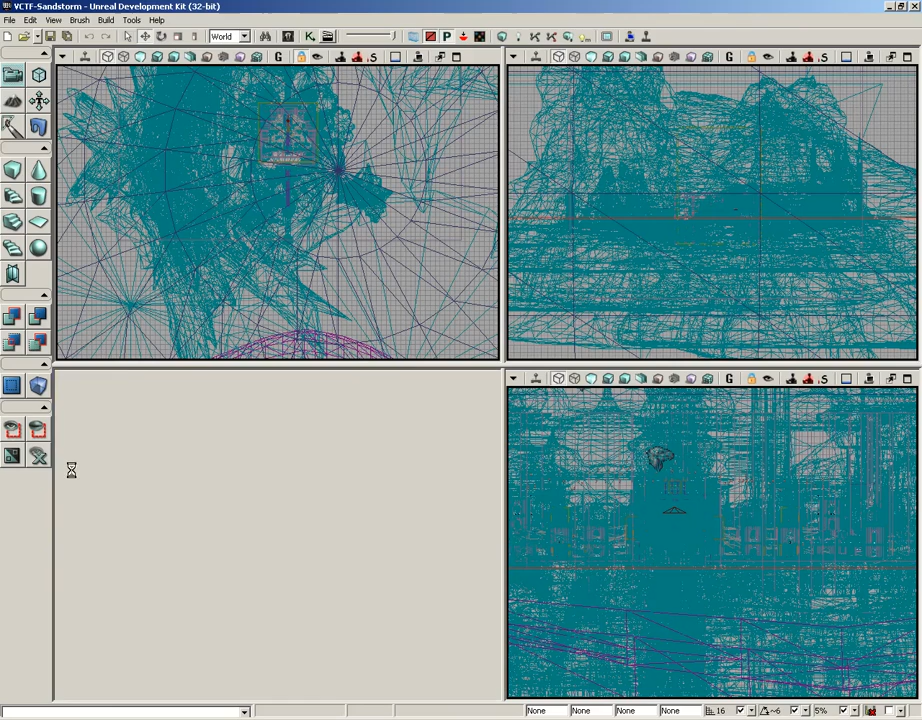 VCTF-Sandstorm - Unreal Development Kit (32-bit)
File Edit View Brush Build Tools Help
World
P
G S
G S
G S
None None None None 16 ~6 5%